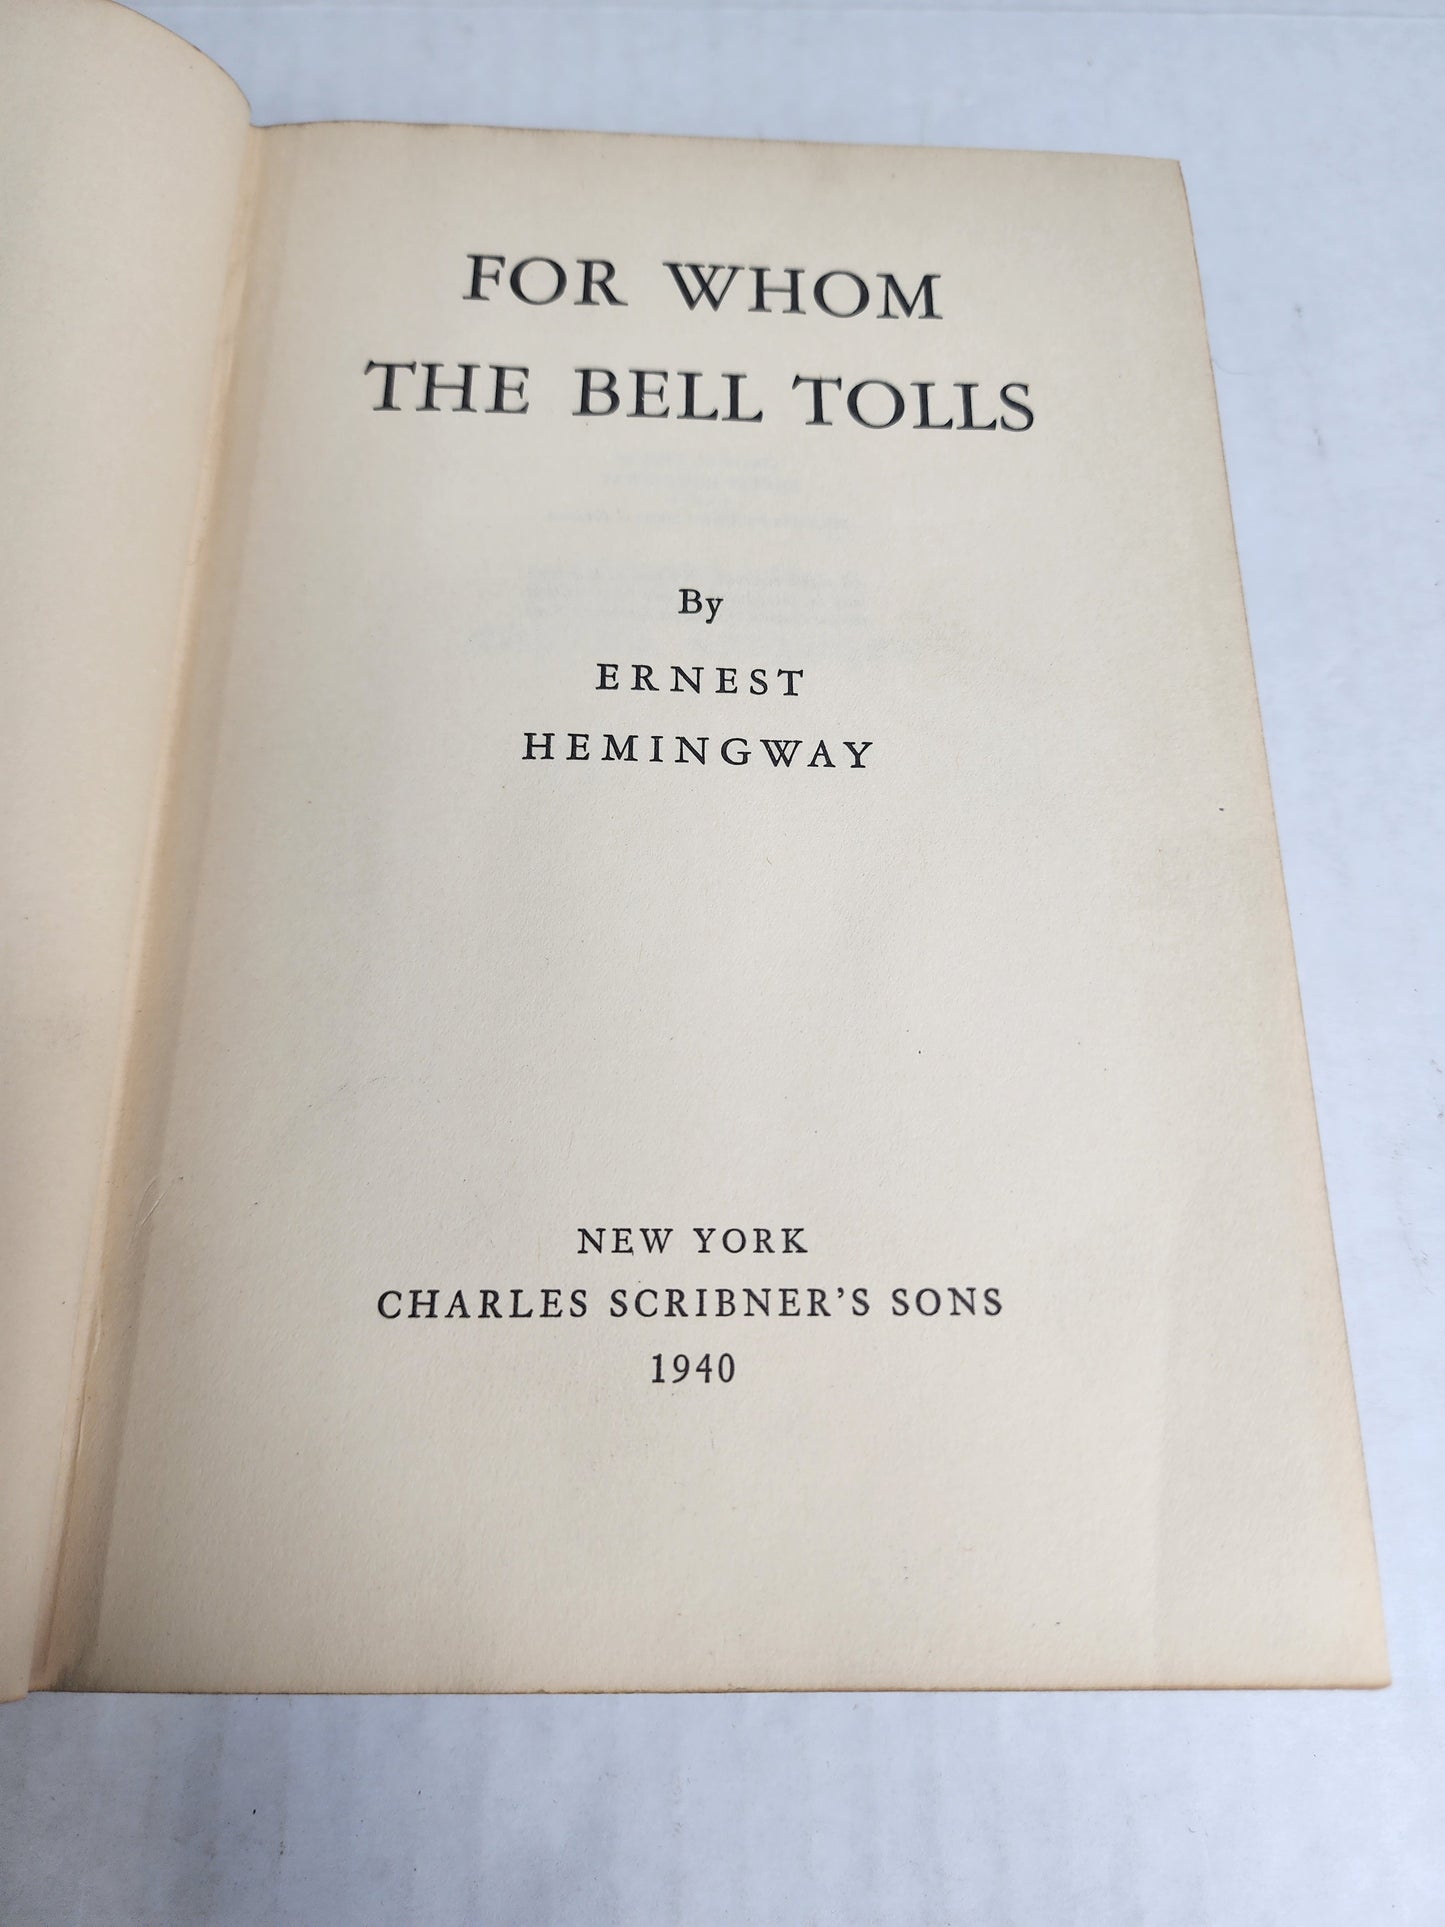 FOR WHOM
THE BELL TOLLS
By
ERNEST
HEMINGWAY
NEW YORK
CHARLES SCRIBNER'S SONS
1940